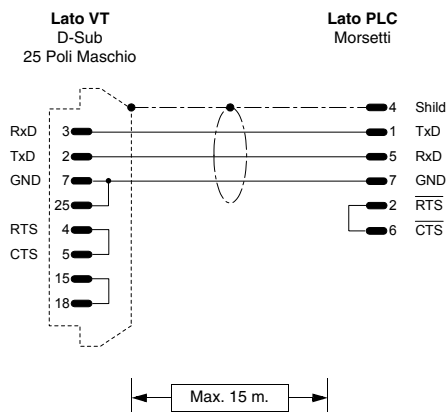 Lato VT
D-Sub
25 Poli Maschio
Lato PLC
Morsetti
4 Shild
RxD 3 1 TxD
TxD 2 5 RxD
GND 7 7 GND
25 2 RTS
RTS 4 6 CTS
CTS 5
15
18
Max. 15 m.